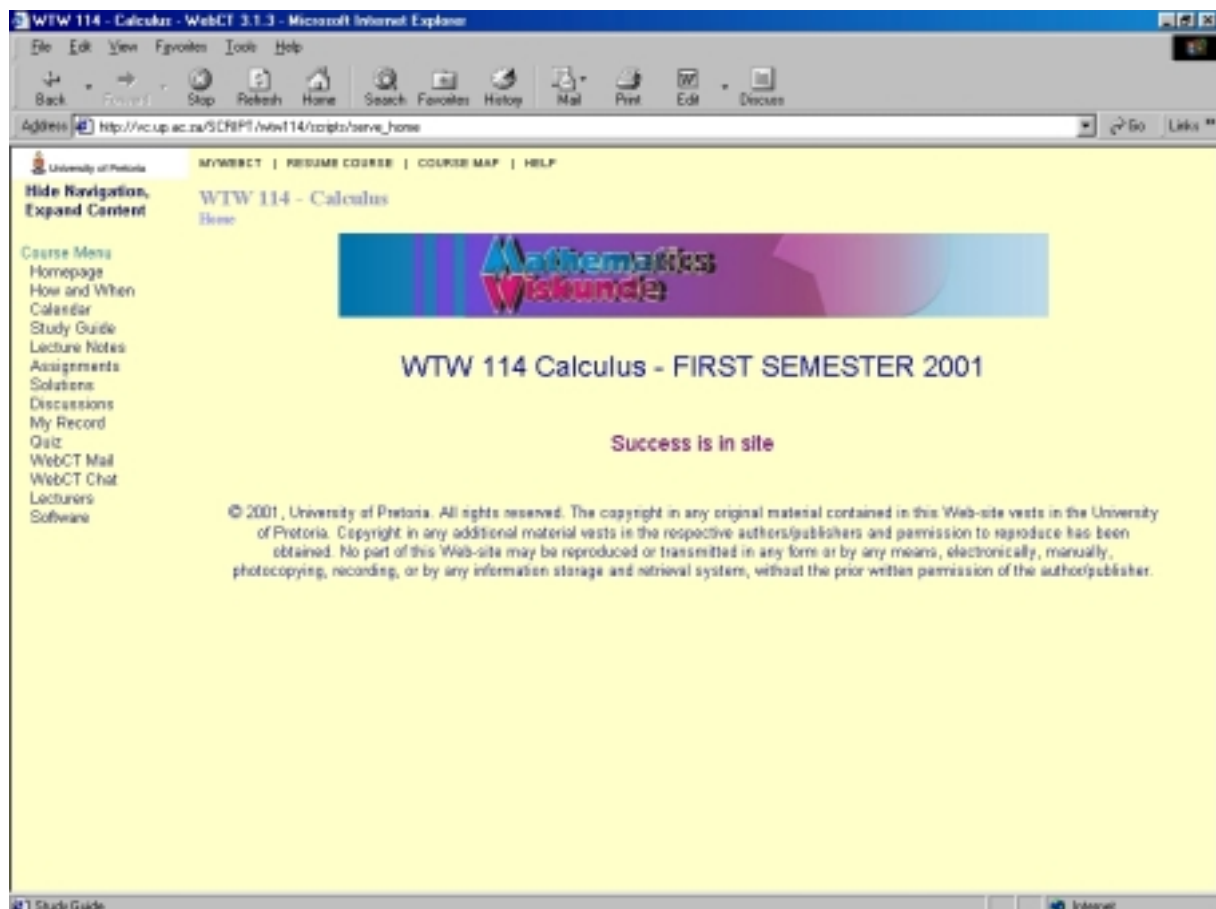 WTW 114 - Calculus - WebCT 3.1.3 - Microsoft Internet Explorer
File Edit View Favorites Tools Help
Back Forward Stop Refresh Home Search Favorites History Mail Print Edit Discuss
Address http://vc.up.ac.za/SCRIPT/wtw114/scripts/serve_home Go Links »
University of Pretoria
MYWEBCT | RESUME COURSE | COURSE MAP | HELP
Hide Navigation,
Expand Content
WTW 114 - Calculus
Home
Mathematics
Wiskunde
Course Menu
Homepage
How and When
Calendar
Study Guide
Lecture Notes
Assignments
Solutions
Discussions
My Record
Quiz
WebCT Mail
WebCT Chat
Lecturers
Software
WTW 114 Calculus - FIRST SEMESTER 2001
Success is in site
© 2001, University of Pretoria. All rights reserved. The copyright in any original material contained in this Web-site vests in the University
of Pretoria. Copyright in any additional material vests in the respective authors/publishers and permission to reproduce has been
obtained. No part of this Web-site may be reproduced or transmitted in any form or by any means, electronically, manually,
photocopying, recording, or by any information storage and retrieval system, without the prior written permission of the author/publisher.
Study Guide Internet